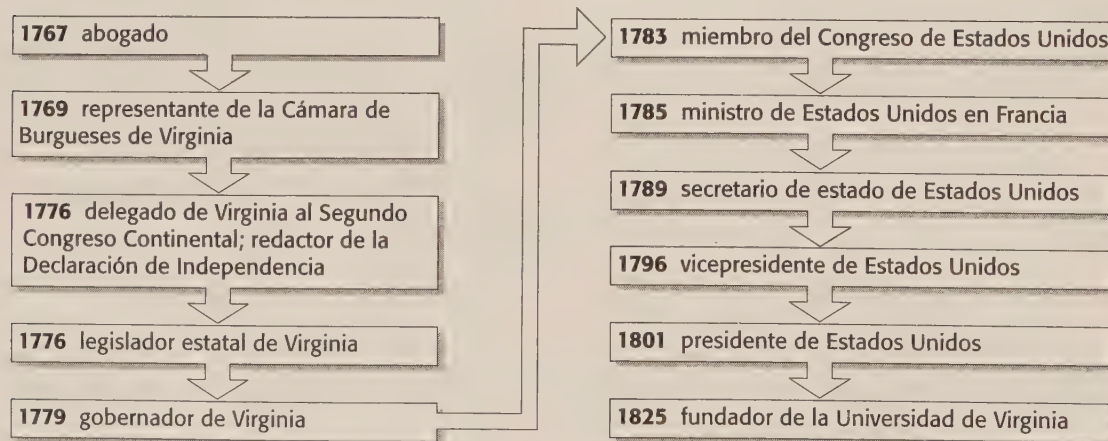 1767 abogado
1769 representante de la Cámara de
Burgueses de Virginia
1776 delegado de Virginia al Segundo
Congreso Continental; redactor de la
Declaración de Independencia
1776 legislador estatal de Virginia
1779 gobernador de Virginia
1783 miembro del Congreso de Estados Unidos
1785 ministro de Estados Unidos en Francia
1789 secretario de estado de Estados Unidos
1796 vicepresidente de Estados Unidos
1801 presidente de Estados Unidos
1825 fundador de la Universidad de Virginia